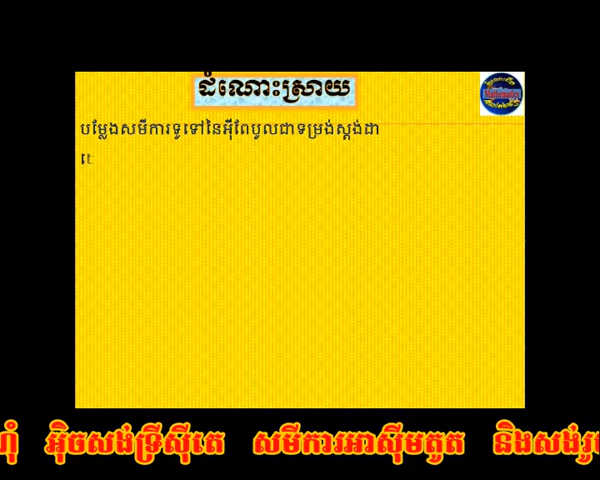 ដំណោះស្រាយ
បម្លែងសមីការទូទៅនៃអ៊ីពែបូលជាទម្រង់ស្តង់ដា
អ៊ិចសង់ទ្រីស៊ីតេ សមីការអាស៊ីមតូត និងសង់រូប